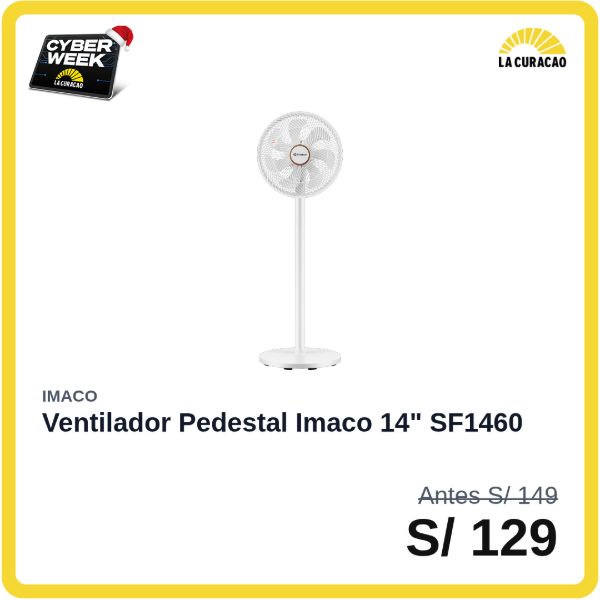 CYBER
WEEK
LA CURACAO
LA CURACAO
IMACO
Ventilador Pedestal Imaco 14" SF1460
Antes S/ 149
S/ 129